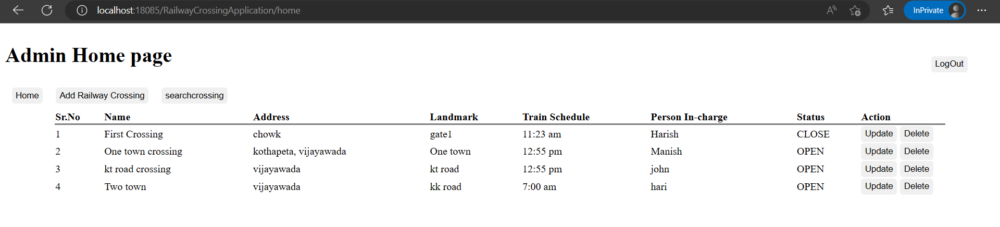 localhost:18085/RailwayCrossingApplication/home InPrivate
Admin Home page
LogOut
Home Add Railway Crossing searchcrossing
Sr.No Name Address Landmark Train Schedule Person In-charge Status Action
1 First Crossing chowk gate1 11:23 am Harish CLOSE Update Delete
2 One town crossing kothapeta, vijayawada One town 12:55 pm Manish OPEN Update Delete
3 kt road crossing vijayawada kt road 12:55 pm john OPEN Update Delete
4 Two town vijayawada kk road 7:00 am hari OPEN Update Delete